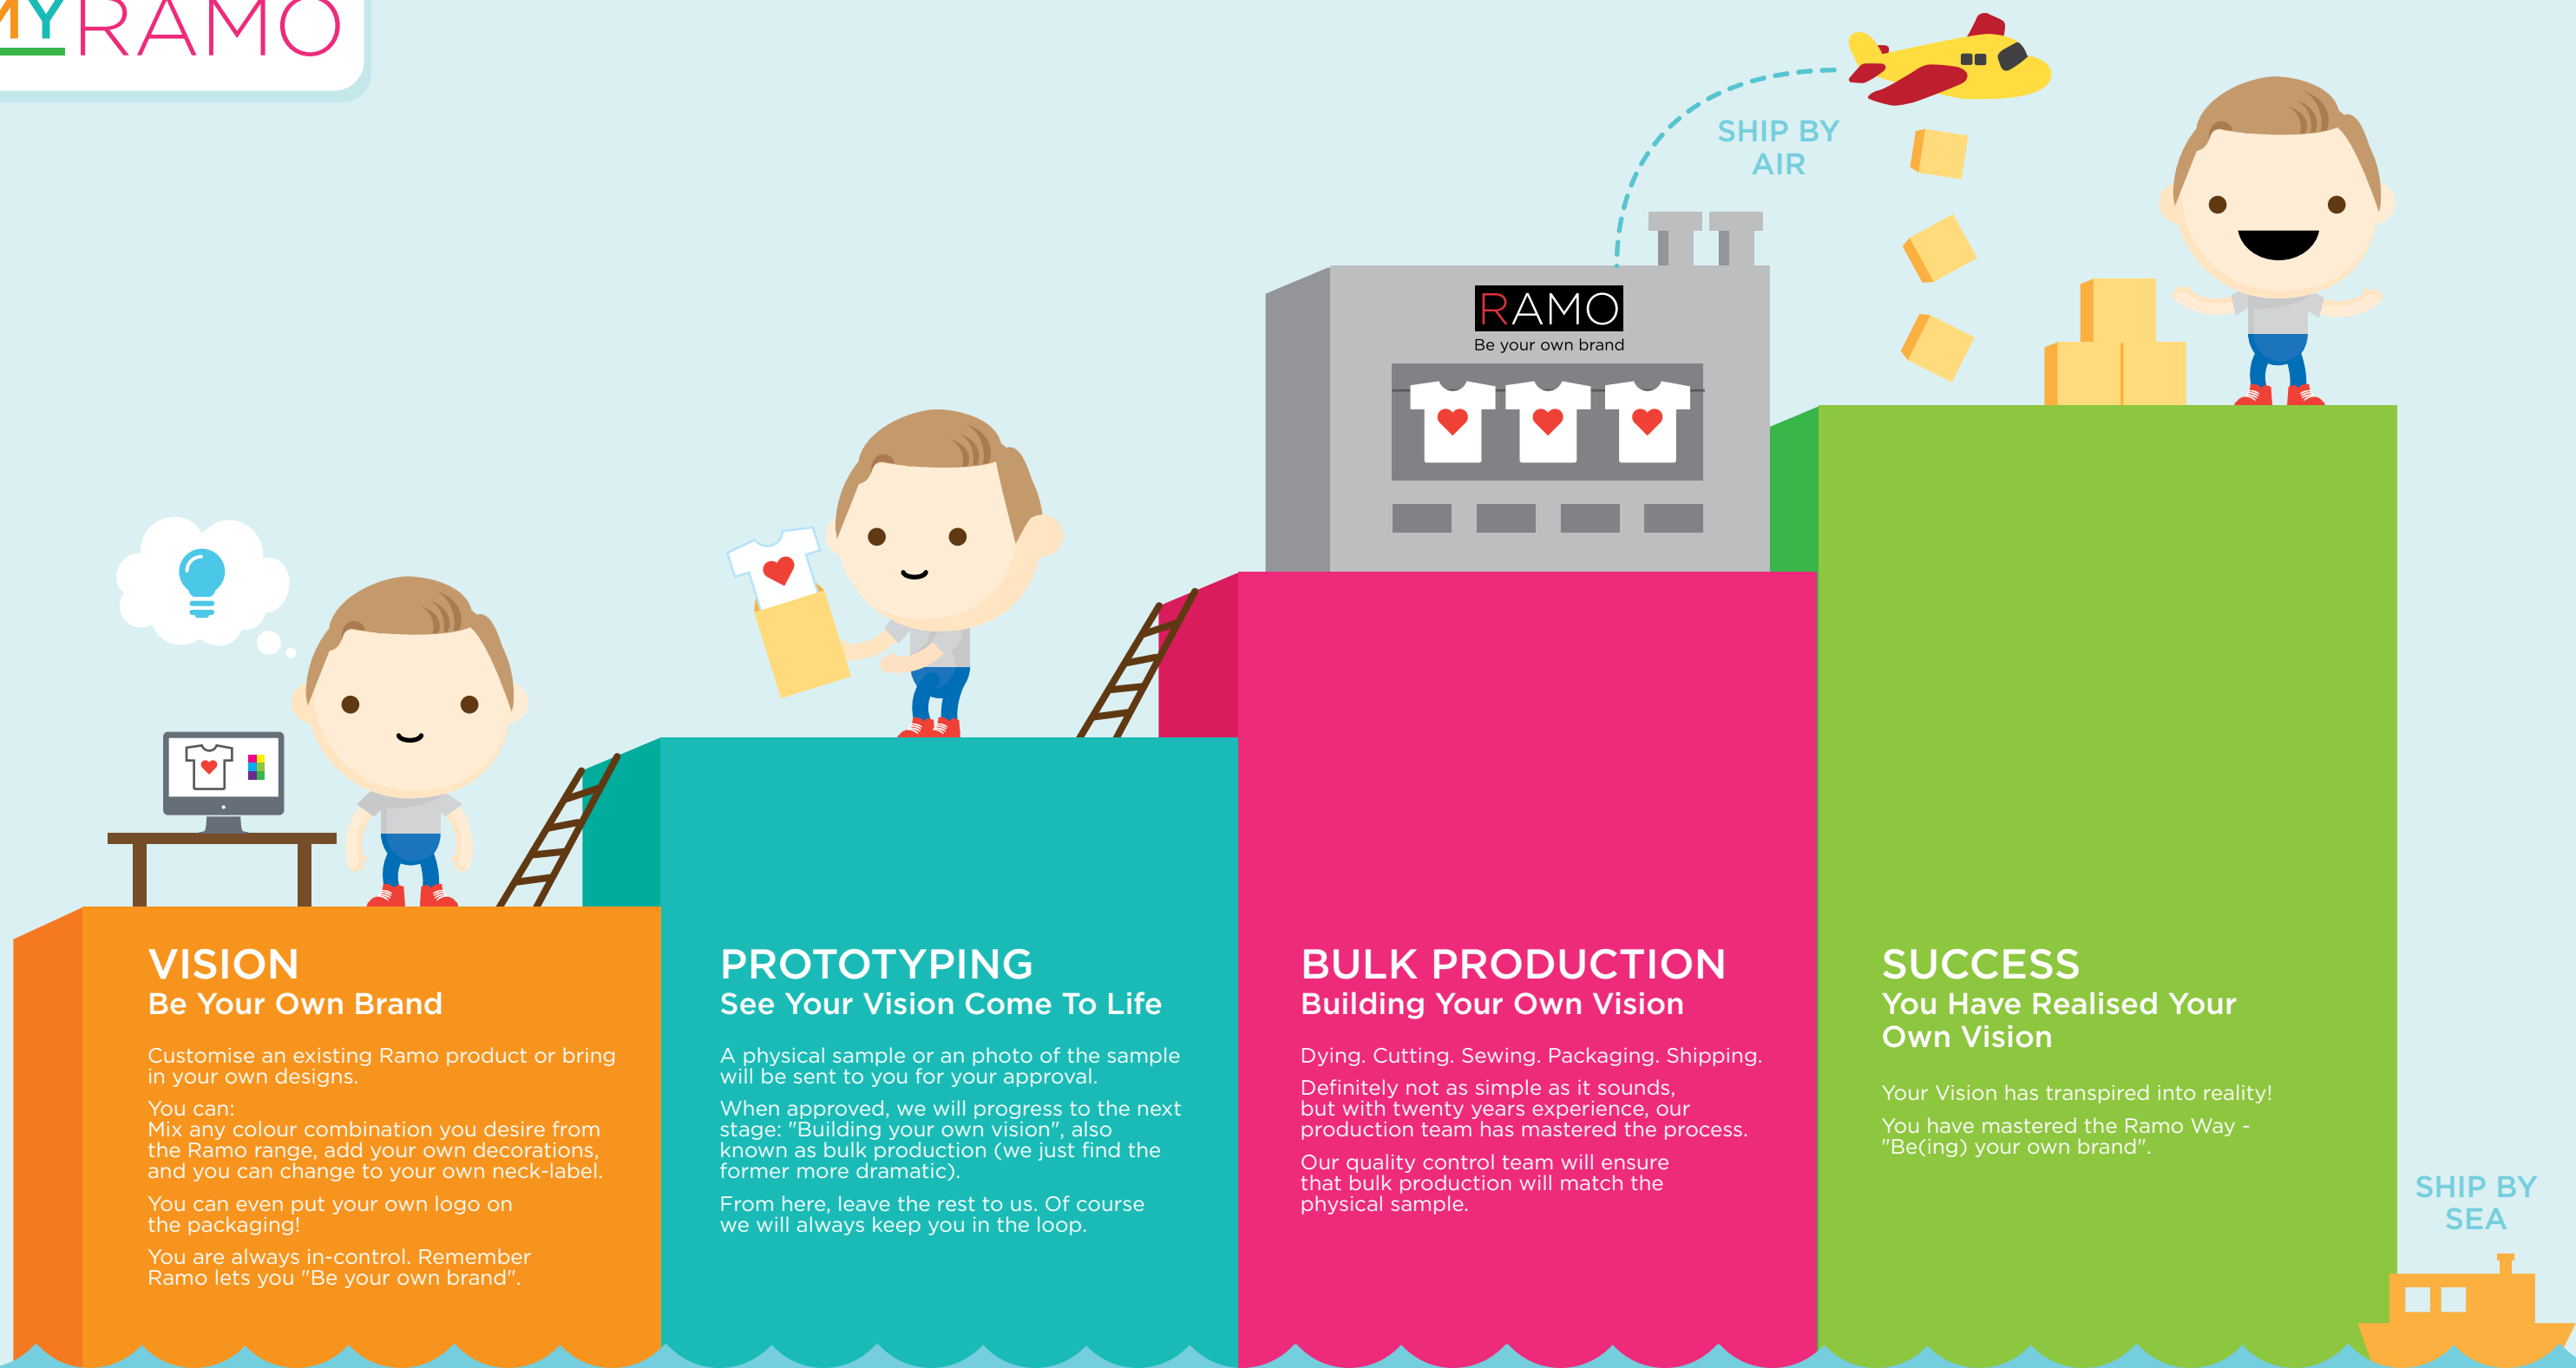 MY RAMO
SHIP BY
AIR
RAMO
Be your own brand
VISION
Be Your Own Brand
Customise an existing Ramo product or bring
in your own designs.
You can:
Mix any colour combination you desire from
the Ramo range, add your own decorations,
and you can change to your own neck-label.
You can even put your own logo on
the packaging!
You are always in-control. Remember
Ramo lets you "Be your own brand".
PROTOTYPING
See Your Vision Come To Life
A physical sample or an photo of the sample
will be sent to you for your approval.
When approved, we will progress to the next
stage: "Building your own vision", also
known as bulk production (we just find the
former more dramatic).
From here, leave the rest to us. Of course
we will always keep you in the loop.
BULK PRODUCTION
Building Your Own Vision
Dying. Cutting. Sewing. Packaging. Shipping.
Definitely not as simple as it sounds,
but with twenty years experience, our
production team has mastered the process.
Our quality control team will ensure
that bulk production will match the
physical sample.
SUCCESS
You Have Realised Your
Own Vision
Your Vision has transpired into reality!
You have mastered the Ramo Way -
"Be(ing) your own brand".
SHIP BY
SEA